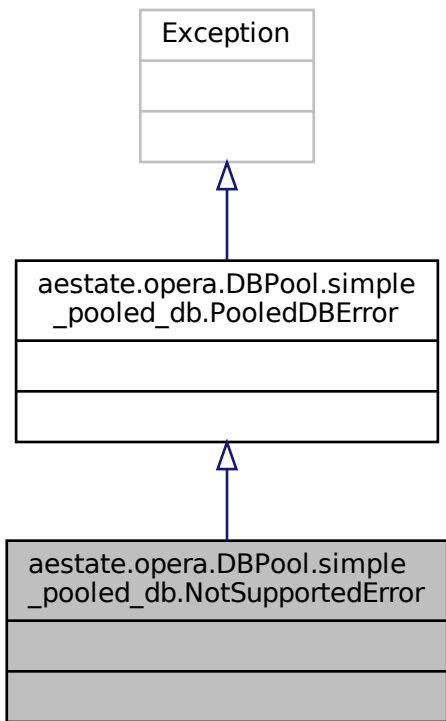 Exception
aestate.opera.DBPool.simple
_pooled_db.PooledDBError
aestate.opera.DBPool.simple
_pooled_db.NotSupportedError